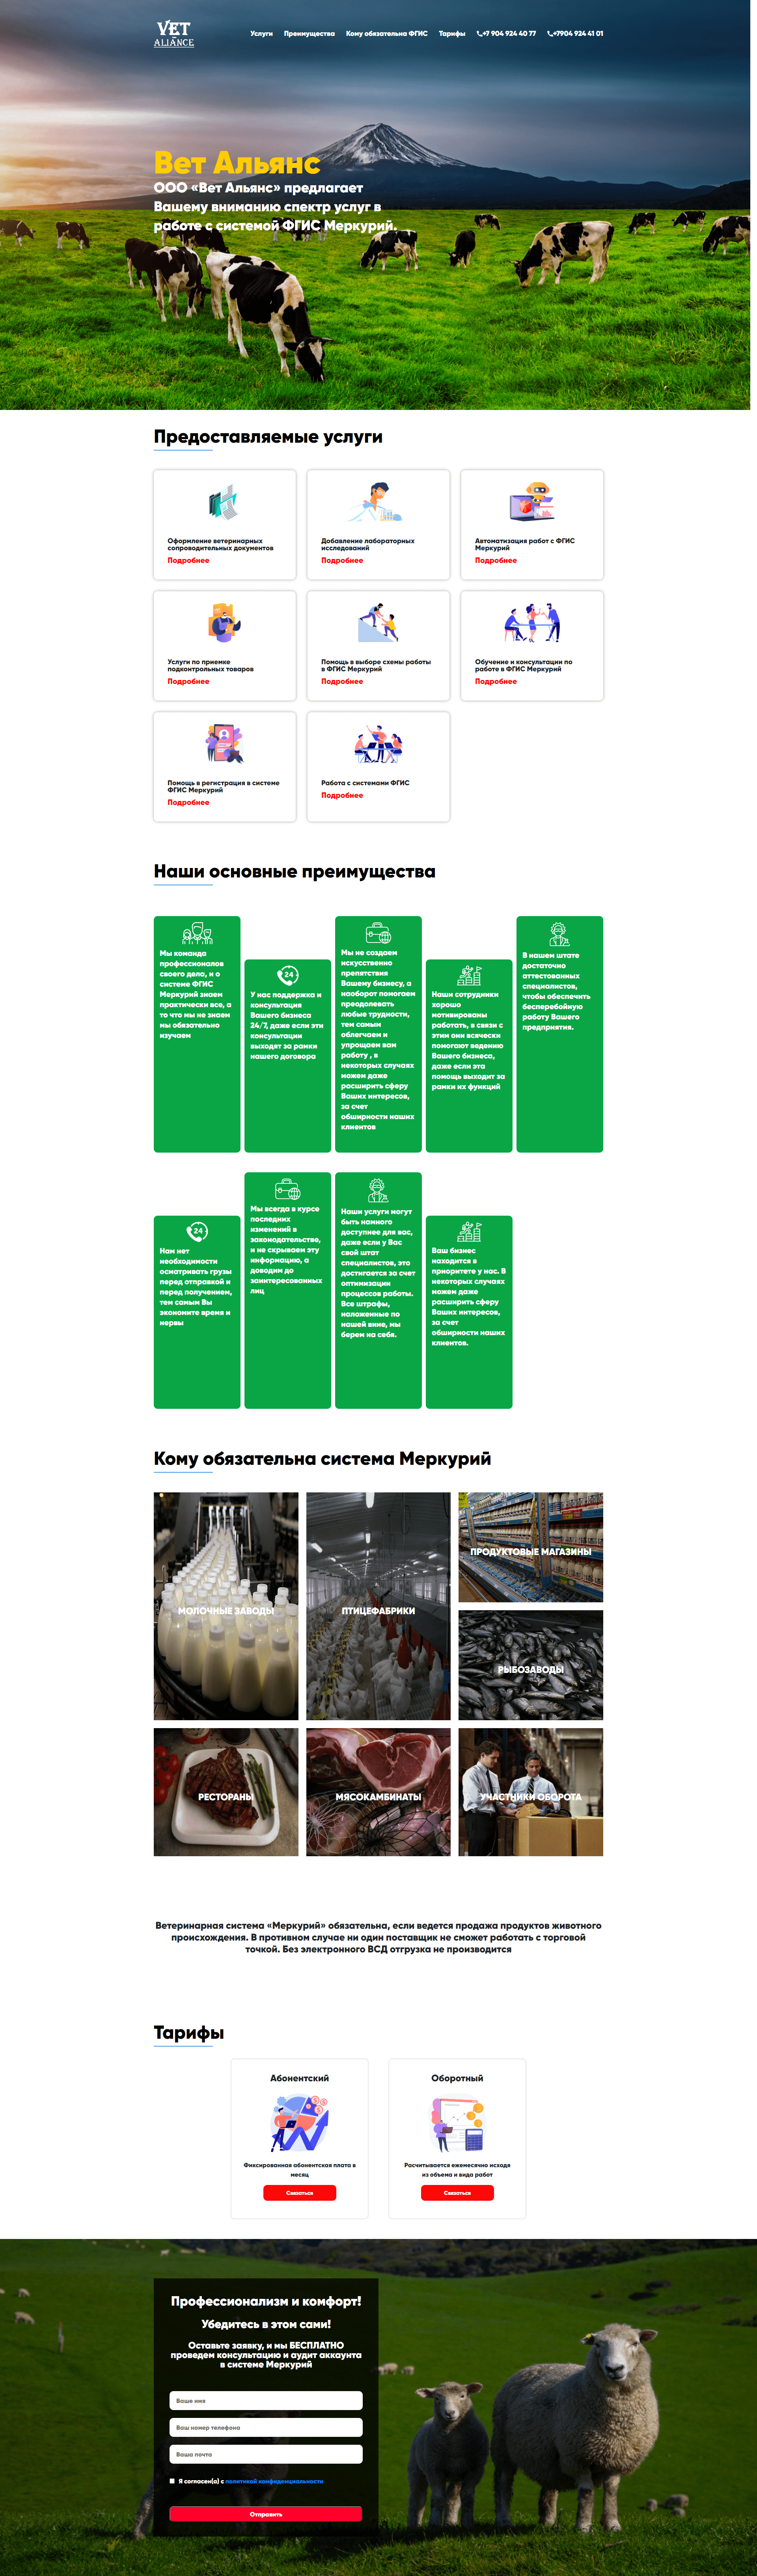 VET
ALIANCE
Услуги
Преимущества
Кому обязательна ФГИС
Тарифы
+7 904 924 40 77
+7904 924 41 01
Вет Альянс
ООО «Вет Альянс» предлагает
Вашему вниманию спектр услуг в
работе с системой ФГИС Меркурий.
Предоставляемые услуги
Оформление ветеринарных
сопроводительных документов
Подробнее
Добавление лабораторных
исследований
Подробнее
Автоматизация работ с ФГИС
Меркурий
Подробнее
Услуги по приемке
подконтрольных товаров
Подробнее
Помощь в выборе схемы работы
в ФГИС Меркурий
Подробнее
Обучение и консультации по
работе в ФГИС Меркурий
Подробнее
Помощь в регистрация в системе
ФГИС Меркурий
Подробнее
Работа с системами ФГИС
Подробнее
Наши основные преимущества
Мы команда
профессионалов
своего дела, и о
системе ФГИС
Меркурий знаем
практически все, а
то что мы не знаем
мы обязательно
изучаем
24
У нас поддержка и
консультация
Вашего бизнеса
24/7, даже если эти
консультации
выходят за рамки
нашего договора
Мы не создаем
искусственно
препятствия
Вашему бизнесу, а
наоборот помогаем
преодолевать
любые трудности,
тем самым
облегчаем и
упрощаем вам
работу , в
некоторых случаях
можем даже
расширить сферу
Ваших интересов,
за счет
обширности наших
клиентов
Наши сотрудники
хорошо
мотивированы
работать, в связи с
этим они всячески
помогают ведению
Вашего бизнеса,
даже если эта
помощь выходит за
рамки их функций
В нашем штате
достаточно
аттестованных
специалистов,
чтобы обеспечить
бесперебойную
работу Вашего
предприятия.
24
Нам нет
необходимости
осматривать грузы
перед отправкой и
перед получением,
тем самым Вы
экономите время и
нервы
Мы всегда в курсе
последних
изменений в
законодательстве,
и не скрываем эту
информацию, а
доводим до
заинтересованных
лиц
Наши услуги могут
быть намного
доступнее для вас,
даже если у Вас
свой штат
специалистов, это
достигается за счет
оптимизации
процессов работы.
Все штрафы,
наложенные по
нашей вине, мы
берем на себя.
Ваш бизнес
находится в
приоритете у нас. В
некоторых случаях
можем даже
расширить сферу
Ваших интересов,
за счет
обширности наших
клиентов.
Кому обязательна система Меркурий
МОЛОЧНЫЕ ЗАВОДЫ
ПТИЦЕФАБРИКИ
ПРОДУКТОВЫЕ МАГАЗИНЫ
РЫБОЗАВОДЫ
РЕСТОРАНЫ
МЯСОКОМБИНАТЫ
УЧАСТНИКИ ОБОРОТА
Ветеринарная система «Меркурий» обязательна, если ведется продажа продуктов животного
происхождения. В противном случае ни один поставщик не сможет работать с торговой
точкой. Без электронного ВСД отгрузка не производится
Тарифы
Абонентский
Фиксированная абонентская плата в
месяц
Связаться
Оборотный
Расчитывается ежемесячно исходя
из объема и вида работ
Связаться
Профессионализм и комфорт!
Убедитесь в этом сами!
Оставьте заявку, и мы БЕСПЛАТНО
проведем консультацию и аудит аккаунта
в системе Меркурий
Ваше имя
Ваш номер телефона
Ваша почта
Я согласен(а) с политикой конфиденциальности
Отправить